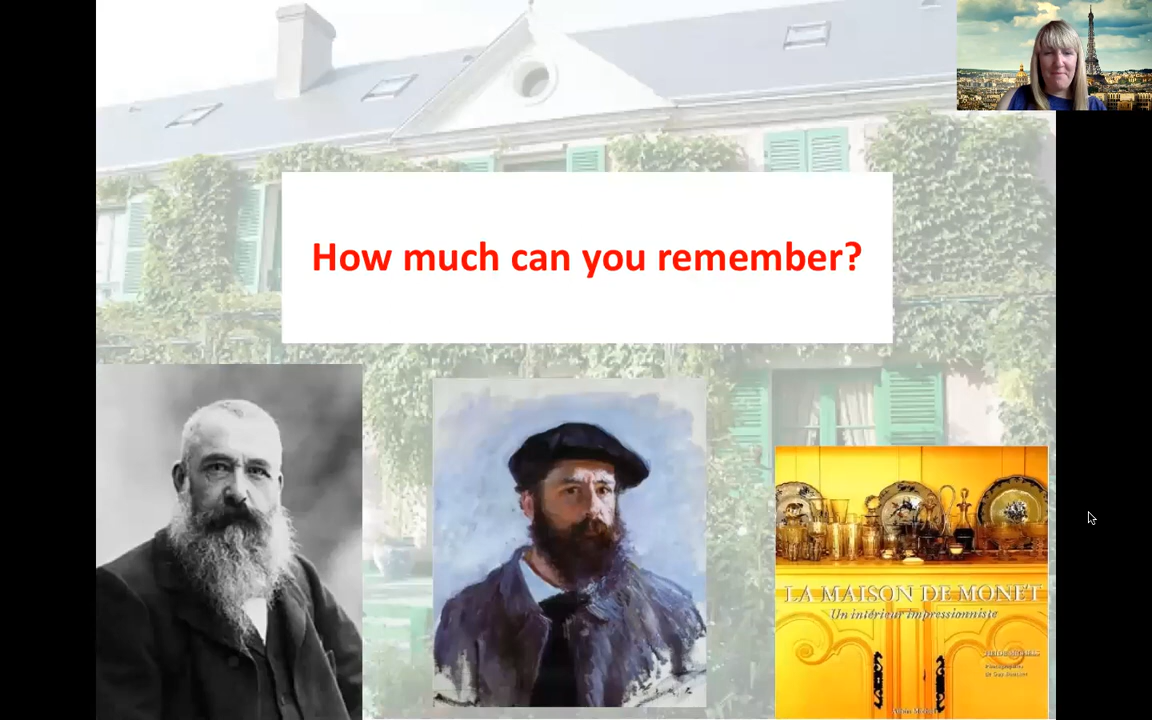 How much can you remember?
LA MAISON DE MONET
Un intérieur impressionniste